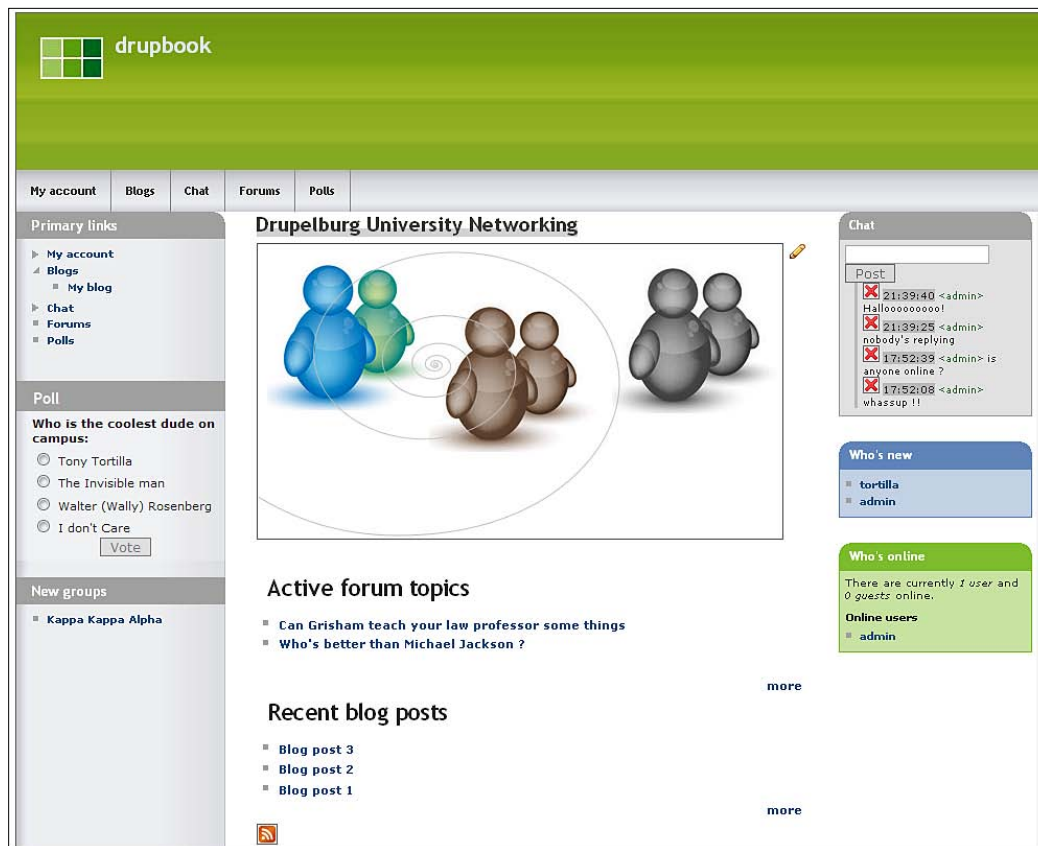 drupbook
My account
Blogs
Chat
Forums
Polls
Primary links
My account
Blogs
My blog
Chat
Forums
Polls
Poll
Who is the coolest dude on
campus:
Tony Tortilla
The Invisible man
Walter (Wally) Rosenberg
I don't Care
Vote
New groups
Kappa Kappa Alpha
Drupelburg University Networking
Active forum topics
Can Grisham teach your law professor some things
Who's better than Michael Jackson ?
more
Recent blog posts
Blog post 3
Blog post 2
Blog post 1
more
Chat
Post
21:39:40 <admin>
Hallooooooooo!
21:39:25 <admin>
nobody's replying
17:52:39 <admin> is
anyone online ?
17:52:08 <admin>
whassup !!
Who's new
tortilla
admin
Who's online
There are currently 1 user and
0 guests online.
Online users
admin